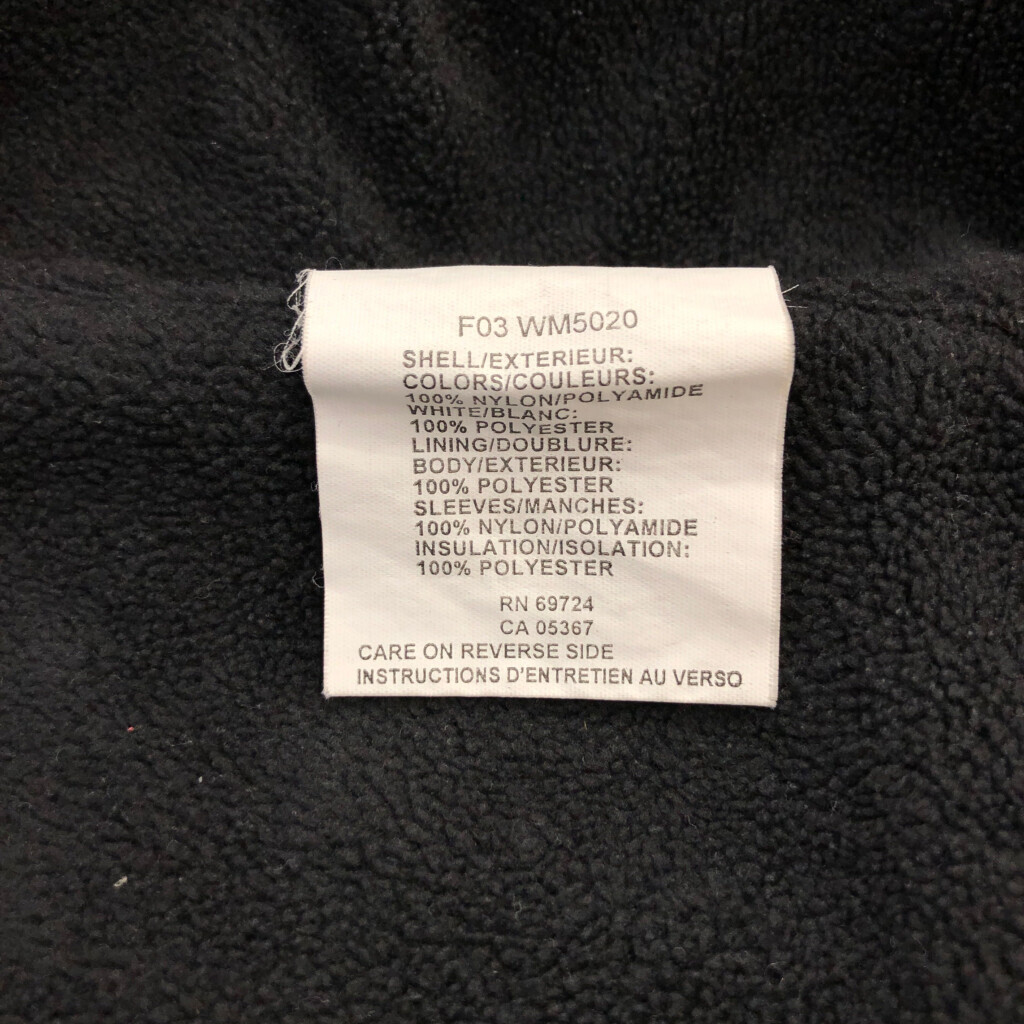 F03 WM5020
SHELL/EXTERIEUR:
COLORS/COULEURS:
100% NYLON/POLYAMIDE
WHITE/BLANC:
100% POLYESTER
LINING/DOUBLURE:
BODY/EXTERIEUR:
100% POLYESTER
SLEEVES/MANCHES:
100% NYLON/POLYAMIDE
INSULATION/ISOLATION:
100% POLYESTER
RN 69724
CA 05367
CARE ON REVERSE SIDE
INSTRUCTIONS D'ENTRETIEN AU VERSO